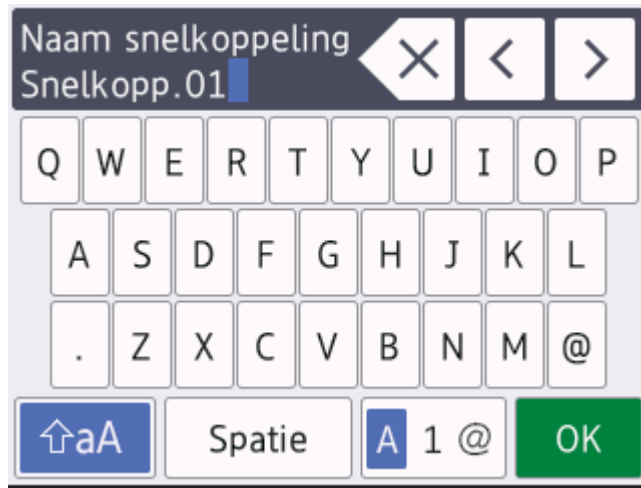 Naam snelkoppeling
Snelkopp.01
Q W E R T Y U I O P
A S D F G H J K L
. Z X C V B N M @
aA Spatie A 1 @ OK